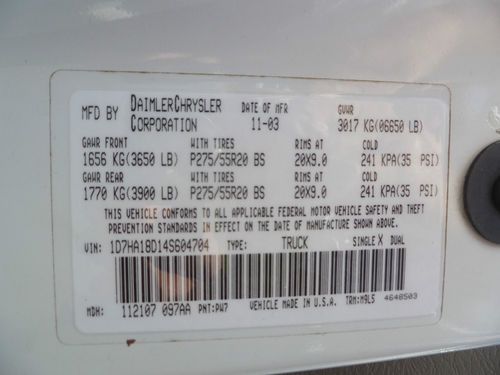 MFD BY DAIMLERCHRYSLER CORPORATION DATE OF MFR 11-03 GVWR 3017 KG(06650 LB)
GAWR FRONT WITH TIRES RIMS AT COLD
1656 KG(3650 LB) P275/55R20 BS 20X9.0 241 KPA(35 PSI)
GAWR REAR WITH TIRES RIMS AT COLD
1770 KG(3900 LB) P275/55R20 BS 20X9.0 241 KPA(35 PSI)
THIS VEHICLE CONFORMS TO ALL APPLICABLE FEDERAL MOTOR VEHICLE SAFETY AND THEFT
PREVENTION STANDARDS IN EFFECT ON THE DATE OF MANUFACTURE SHOWN ABOVE.
VIN: 1D7HA18D14S604704 TYPE: TRUCK SINGLE X DUAL
MDH: 112107 097AA PNT:PW7 VEHICLE MADE IN U.S.A. TRM:M9L5 4648503